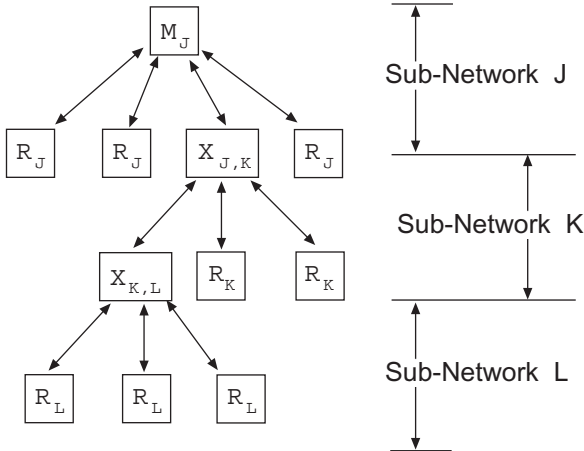 M_J
Sub-Network J
R_J R_J X_J,K R_J
Sub-Network K
X_K,L R_K R_K
Sub-Network L
R_L R_L R_L